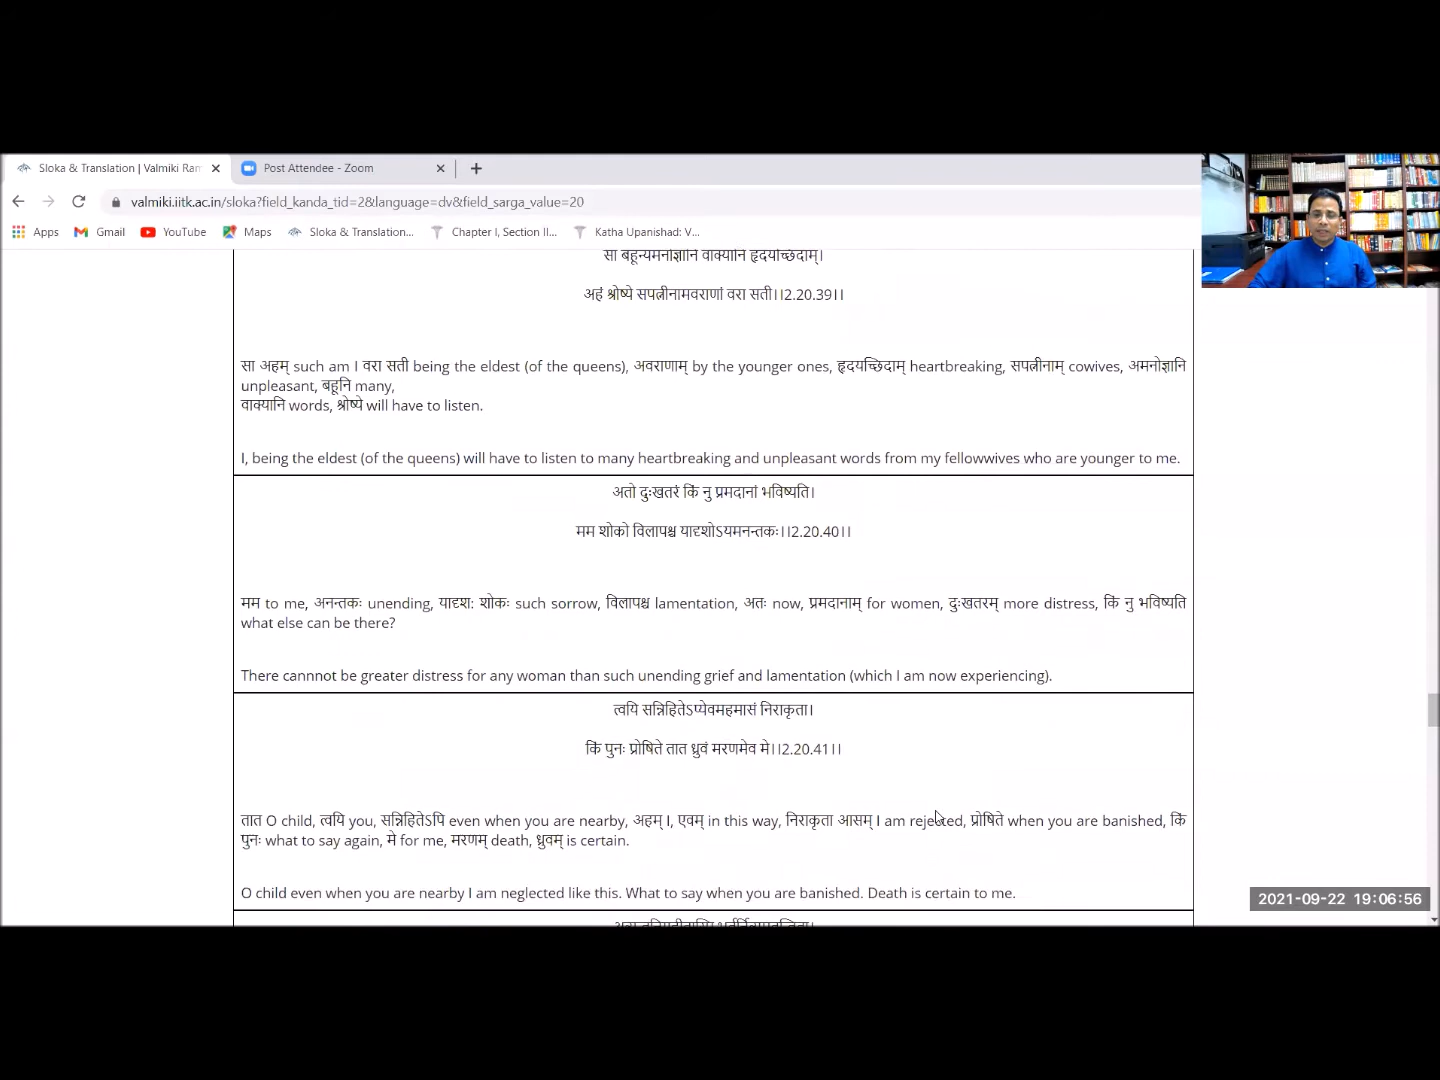 Sloka & Translation | Valmiki Ram
Post Attendee - Zoom
valmiki.iitk.ac.in/sloka?field_kanda_tid=2&language=dv&field_sarga_value=20
Apps Gmail YouTube Maps Sloka & Translation... Chapter I, Section II... Katha Upanishad: V...
सा बहून्यमनोज्ञानि वाक्यानि हृदयच्छिदाम्।
अहं श्रोष्ये सपत्नीनामवराणां वरा सती।।2.20.39।।
सा अहम् such am I वरा सती being the eldest (of the queens), अवराणाम् by the younger ones, हृदयच्छिदाम् heartbreaking, सपत्नीनाम् cowives, अमनोज्ञानि
unpleasant, बहूनि many,
वाक्यानि words, श्रोष्ये will have to listen.
I, being the eldest (of the queens) will have to listen to many heartbreaking and unpleasant words from my fellowwives who are younger to me.
अतो दुःखतरं किं नु प्रमदानां भविष्यति।
मम शोको विलापश्च यादृशोऽयमनन्तकः।।2.20.40।।
मम to me, अनन्तकः unending, यादृश: शोकः such sorrow, विलापश्च lamentation, अतः now, प्रमदानाम् for women, दुःखतरम् more distress, किं नु भविष्यति
what else can be there?
There cannnot be greater distress for any woman than such unending grief and lamentation (which I am now experiencing).
त्वयि सन्निहितेऽप्येवमहमासं निराकृता।
किं पुनः प्रोषिते तात ध्रुवं मरणमेव मे।।2.20.41।।
तात O child, त्वयि you, सन्निहितेऽपि even when you are nearby, अहम् I, एवम् in this way, निराकृता आसम् I am rejected, प्रोषिते when you are banished, किं
पुनः what to say again, मे for me, मरणम् death, ध्रुवम् is certain.
O child even when you are nearby I am neglected like this. What to say when you are banished. Death is certain to me.
2021-09-22 19:06:56